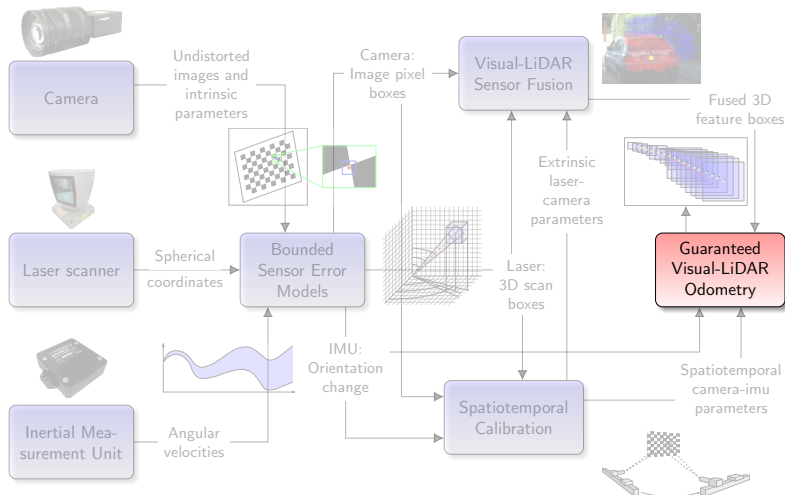 Camera
Undistorted
images and
intrinsic
parameters
Camera:
Image pixel
boxes
Visual-LiDAR
Sensor Fusion
Fused 3D
feature boxes
Extrinsic
laser-
camera
parameters
Laser scanner
Spherical
coordinates
Bounded
Sensor Error
Models
Laser:
3D scan
boxes
Guaranteed
Visual-LiDAR
Odometry
IMU:
Orientation
change
Spatiotemporal
camera-imu
parameters
Inertial Mea-
surement Unit
Angular
velocities
Spatiotemporal
Calibration